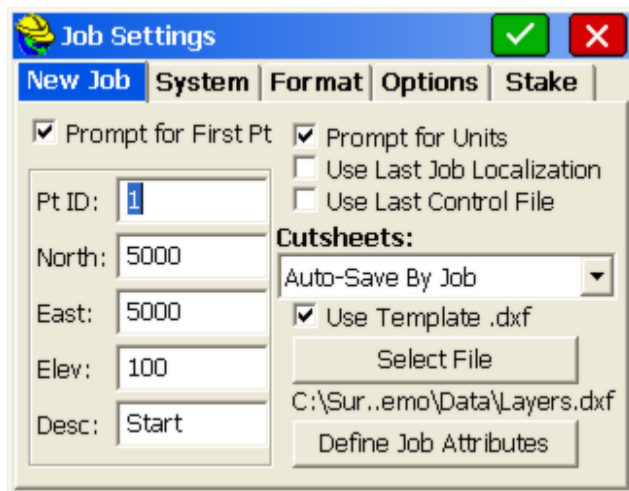 Job Settings
New Job System Format Options Stake
Prompt for First Pt
Pt ID: 1
North: 5000
East: 5000
Elev: 100
Desc: Start
Prompt for Units
Use Last Job Localization
Use Last Control File
Cutsheets:
Auto-Save By Job
Use Template .dxf
Select File
C:\Sur..emo\Data\Layers.dxf
Define Job Attributes